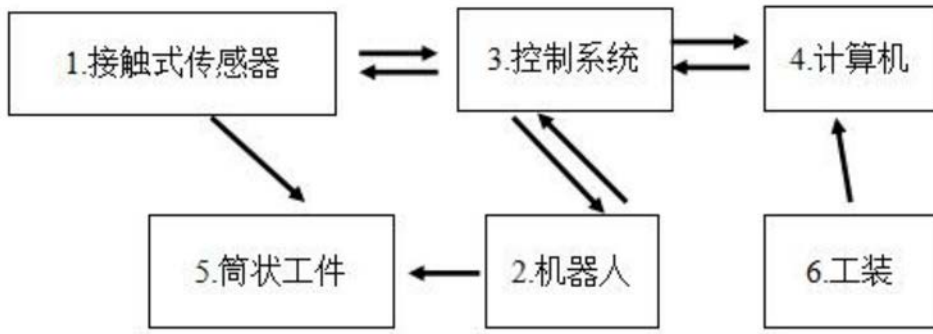 1.接触式传感器
3.控制系统
4.计算机
5.筒状工件
2.机器人
6.工装